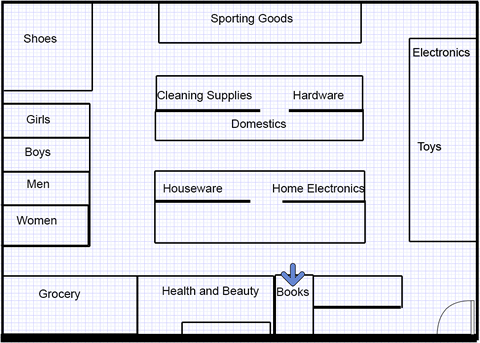 Sporting Goods
Shoes
Electronics
Cleaning Supplies
Hardware
Girls
Domestics
Boys
Toys
Men
Houseware
Home Electronics
Women
Grocery
Health and Beauty
Books